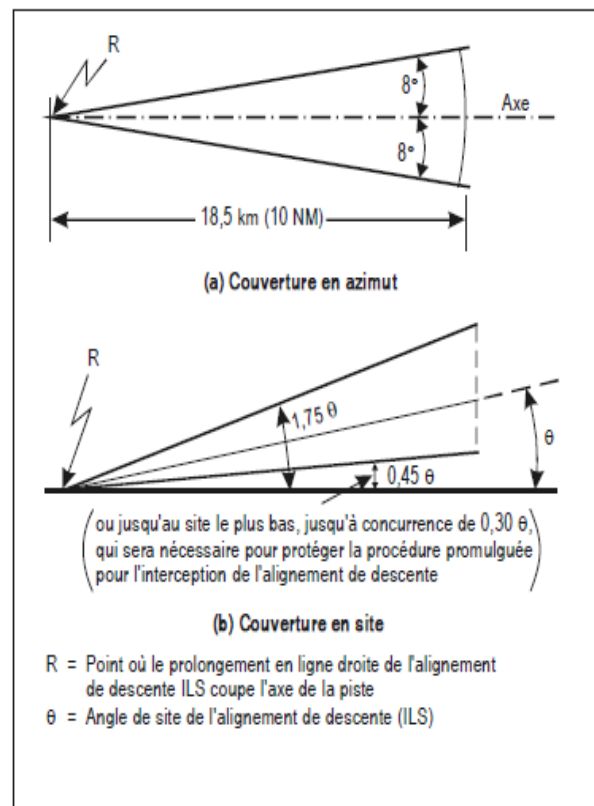 R
8°
Axe
8°
18,5 km (10 NM)
(a) Couverture en azimut
R
1,75 θ
θ
0,45 θ
(ou jusqu'au site le plus bas, jusqu'à concurrence de 0,30 θ,
qui sera nécessaire pour protéger la procédure promulguée
pour l'interception de l'alignement de descente)
(b) Couverture en site
R = Point où le prolongement en ligne droite de l'alignement
de descente ILS coupe l'axe de la piste
θ = Angle de site de l'alignement de descente (ILS)